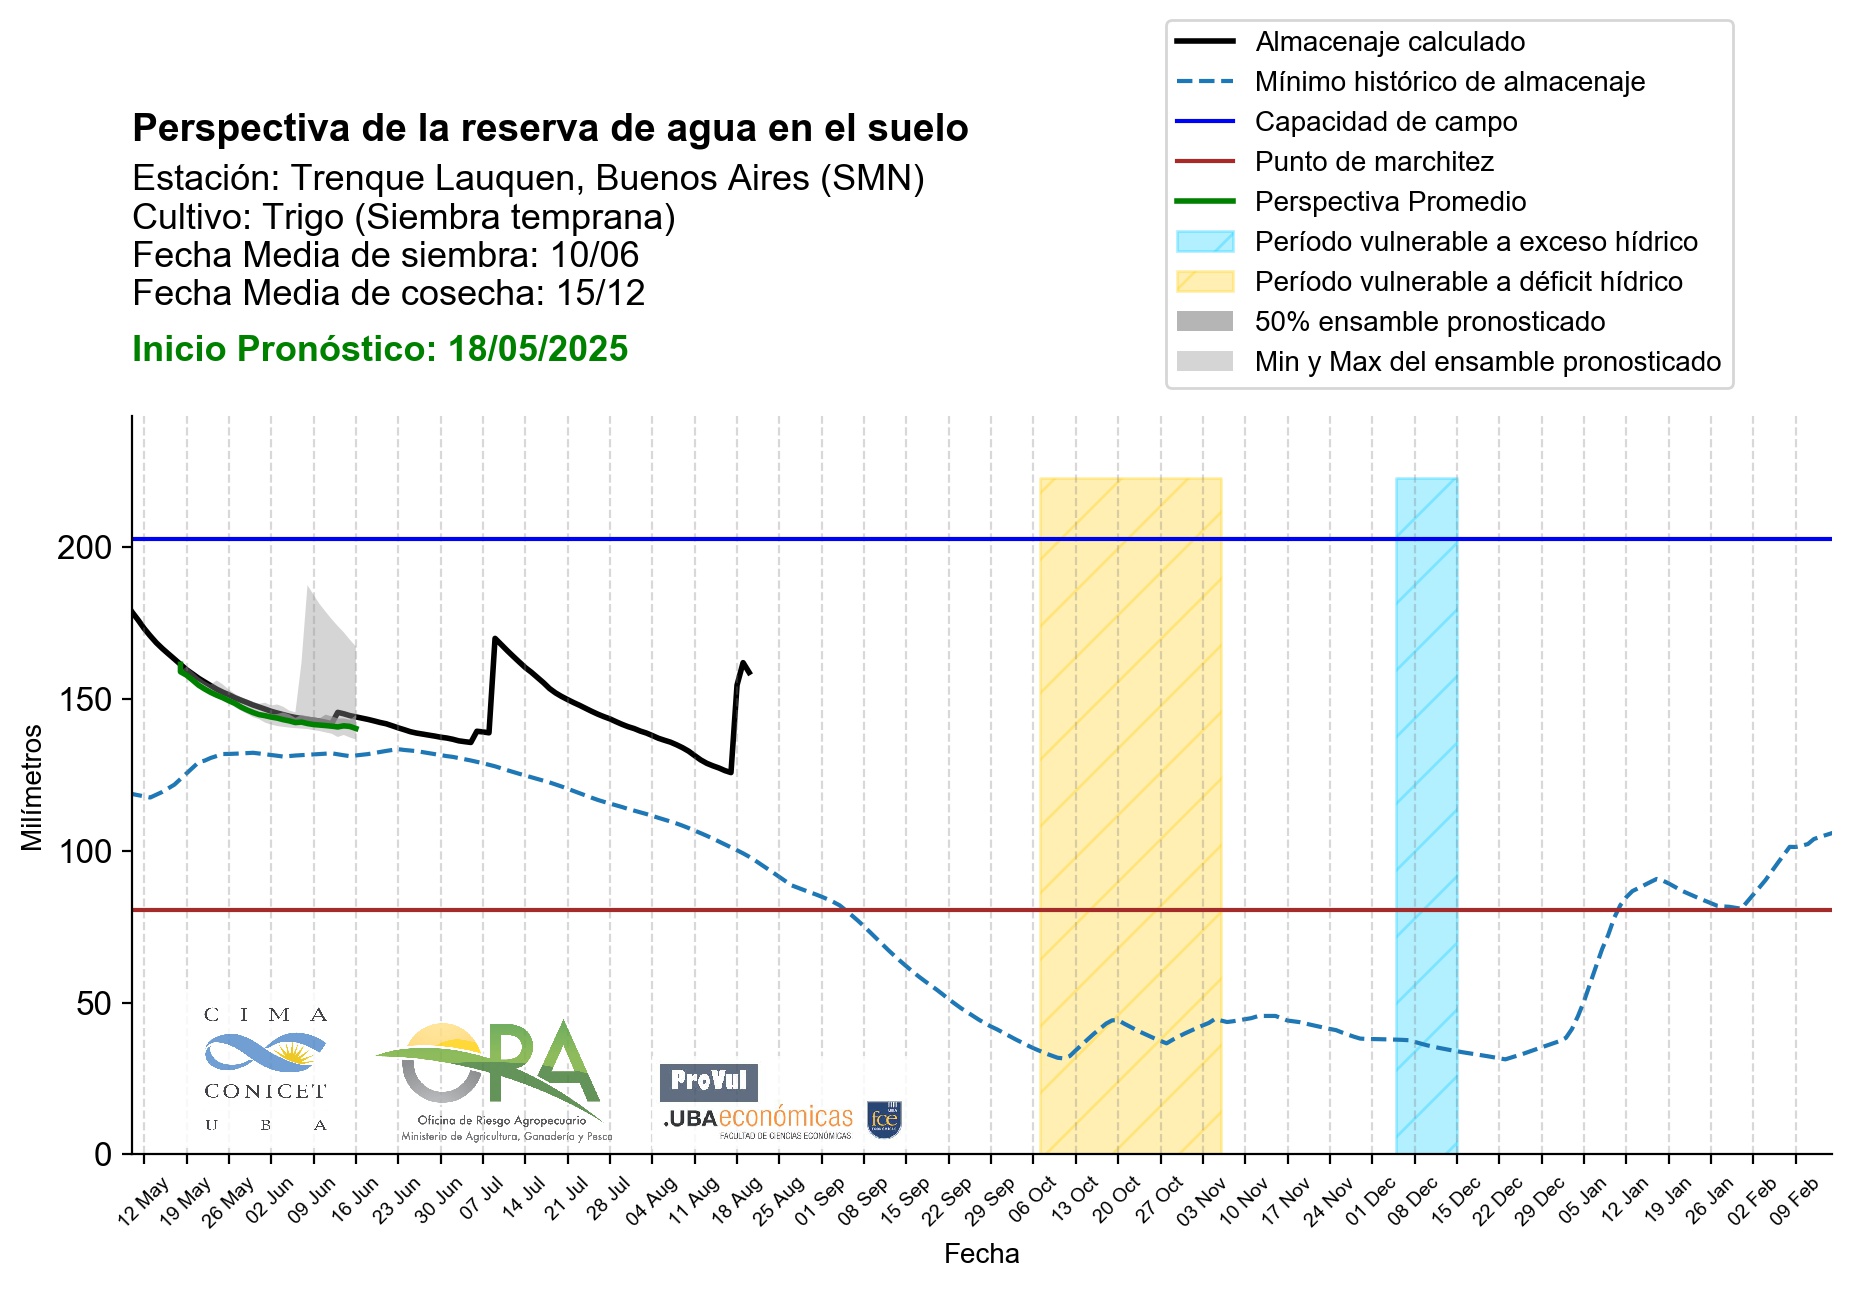 Almacenaje calculado
Mínimo histórico de almacenaje
Capacidad de campo
Punto de marchitez
Perspectiva Promedio
Período vulnerable a exceso hídrico
Período vulnerable a déficit hídrico
50% ensamble pronosticado
Min y Max del ensamble pronosticado
Perspectiva de la reserva de agua en el suelo
Estación: Trenque Lauquen, Buenos Aires (SMN)
Cultivo: Trigo (Siembra temprana)
Fecha Media de siembra: 10/06
Fecha Media de cosecha: 15/12
Inicio Pronóstico: 18/05/2025
Milímetros
200
150
100
50
0
CIMA
CONICET
UBA
ORA
Oficina de Riesgo Agropecuario
Ministerio de Agricultura, Ganadería y Pesca
ProVul
.UBAeconómicas
FACULTAD DE CIENCIAS ECONÓMICAS
UBA
fce
12 May 19 May 26 May 02 Jun 09 Jun 16 Jun 23 Jun 30 Jun 07 Jul 14 Jul 21 Jul 28 Jul 04 Aug 11 Aug 18 Aug 25 Aug 01 Sep 08 Sep 15 Sep 22 Sep 29 Sep 06 Oct 13 Oct 20 Oct 27 Oct 03 Nov 10 Nov 17 Nov 24 Nov 01 Dec 08 Dec 15 Dec 22 Dec 29 Dec 05 Jan 12 Jan 19 Jan 26 Jan 02 Feb 09 Feb
Fecha